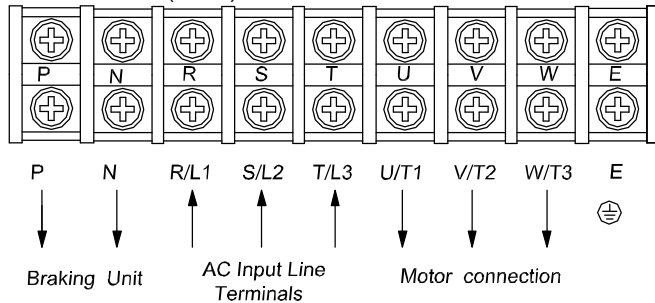 P N R S T U V W E
P N R/L1 S/L2 T/L3 U/T1 V/T2 W/T3 E
Braking Unit
AC Input Line
Terminals
Motor connection